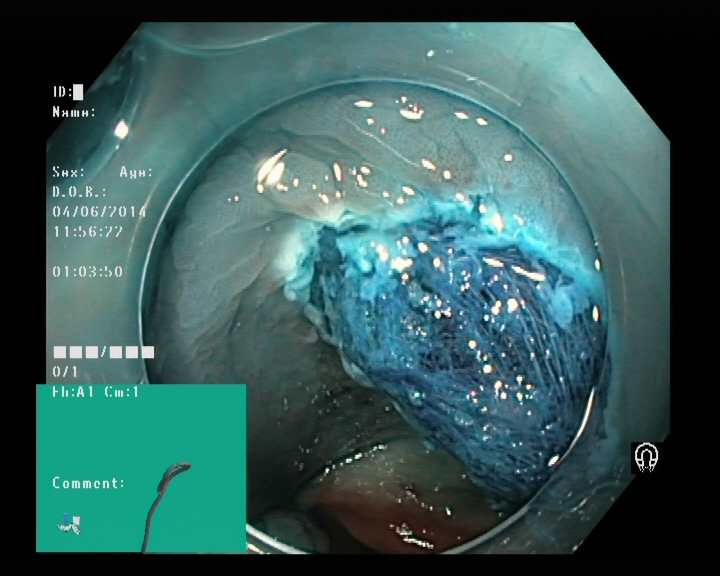 ID:
Name:
Sex: Age:
D.O.B.:
04/06/2014
11:56:22
01:03:50
■■■/■■■
0/1
Eh:A1 Cm:1
Comment: